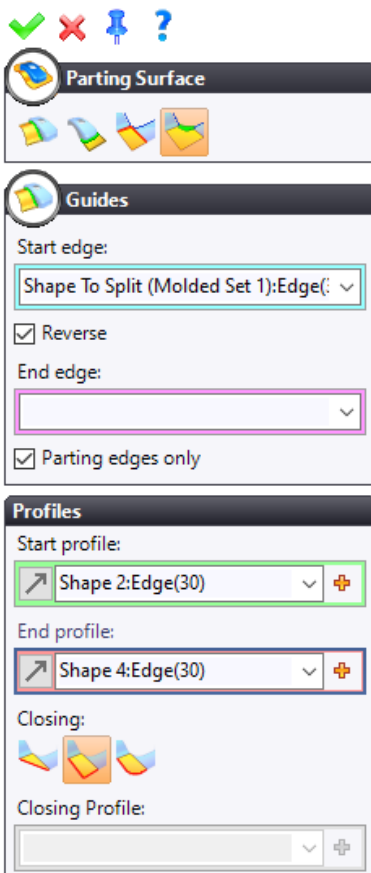 Parting Surface
Guides
Start edge:
Shape To Split (Molded Set 1):Edge(
Reverse
End edge:
Parting edges only
Profiles
Start profile:
Shape 2:Edge(30)
End profile:
Shape 4:Edge(30)
Closing:
Closing Profile: